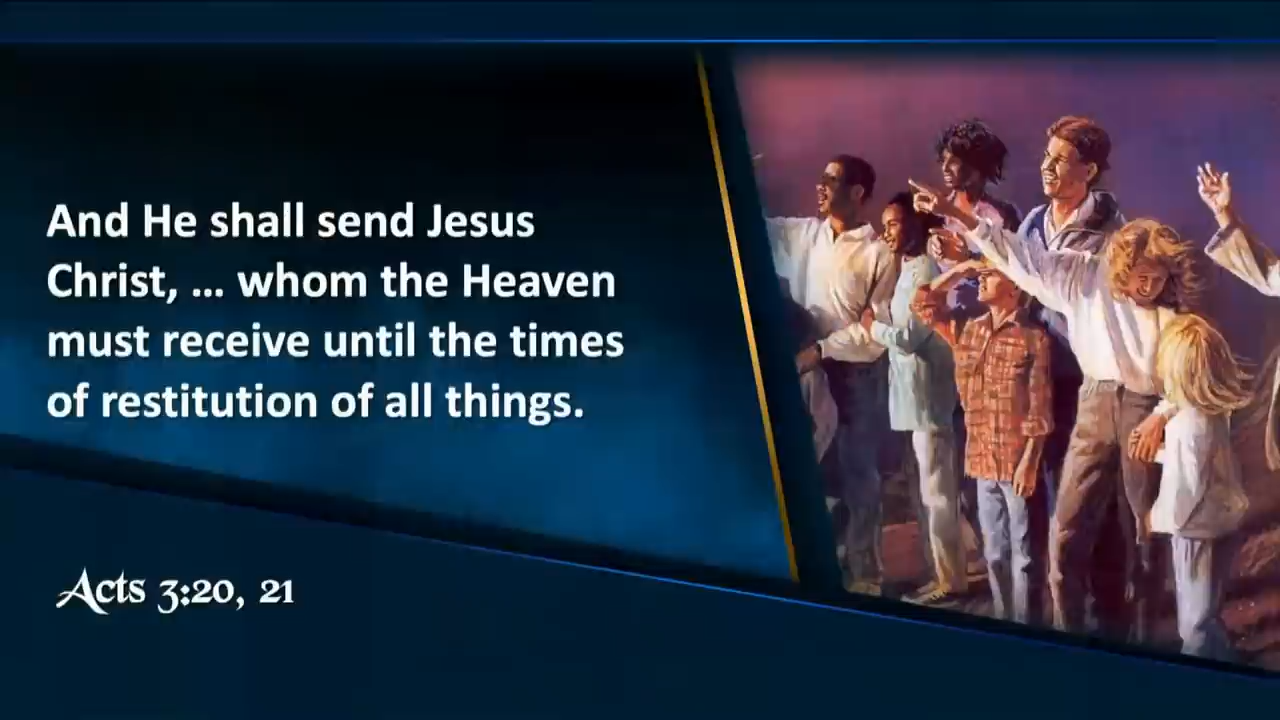 And He shall send Jesus
Christ, ... whom the Heaven
must receive until the times
of restitution of all things.
Acts 3:20, 21